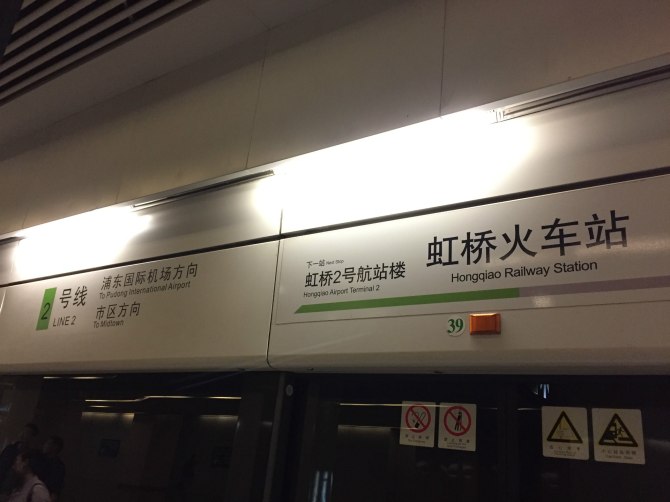 2
号线
LINE 2
浦东国际机场方向
To Pudong International Airport
市区方向
To Midtown
下一站 Next Stop
虹桥2号航站楼
Hongqiao Airport Terminal 2
虹桥火车站
Hongqiao Railway Station
39